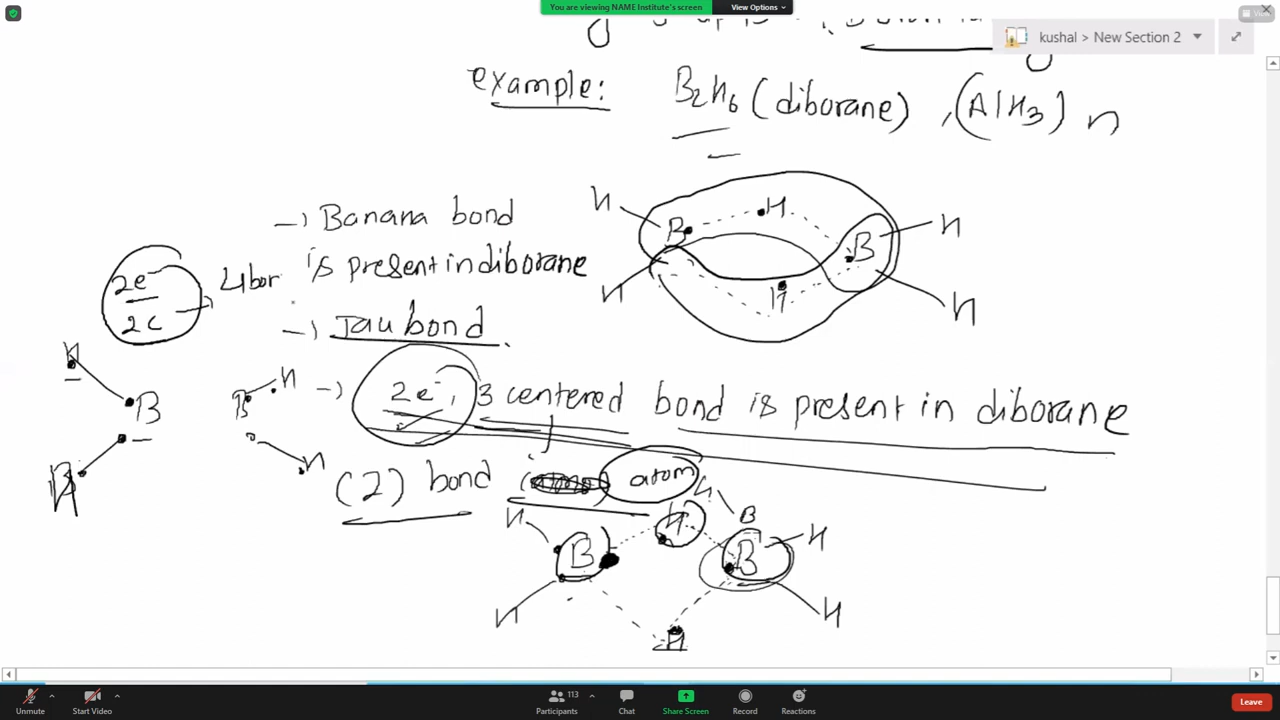 You are viewing NAME Institute's screen
View Options
View
kushal > New Section 2
example: B2H6 (diborane) , (AlH3) n
H
B H B
H
H H H
→ Banana bond
is present in diborane
2e-
2c
→ Tau bond
→ 2e-, 3 centered bond is present in diborane
H
B B H
H
(2) bond atom
H H B
B H B H
H H H
Unmute
Start Video
113
Participants
Chat
Share Screen
Record
Reactions
Leave